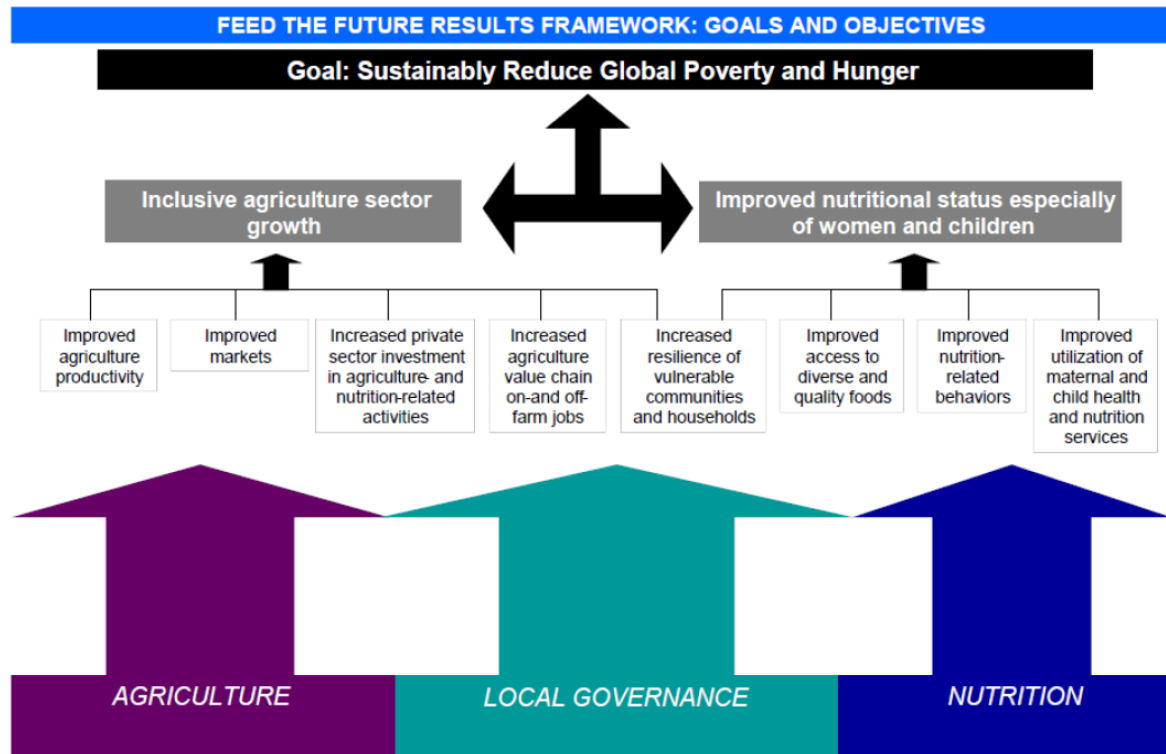 FEED THE FUTURE RESULTS FRAMEWORK: GOALS AND OBJECTIVES
Goal: Sustainably Reduce Global Poverty and Hunger
Inclusive agriculture sector
growth
Improved nutritional status especially
of women and children
Improved
agriculture
productivity
Improved
markets
Increased private
sector investment
in agriculture- and
nutrition-related
activities
Increased
agriculture
value chain
on-and off-
farm jobs
Increased
resilience of
vulnerable
communities
and households
Improved
access to
diverse and
quality foods
Improved
nutrition-
related
behaviors
Improved
utilization of
maternal and
child health
and nutrition
services
AGRICULTURE
LOCAL GOVERNANCE
NUTRITION